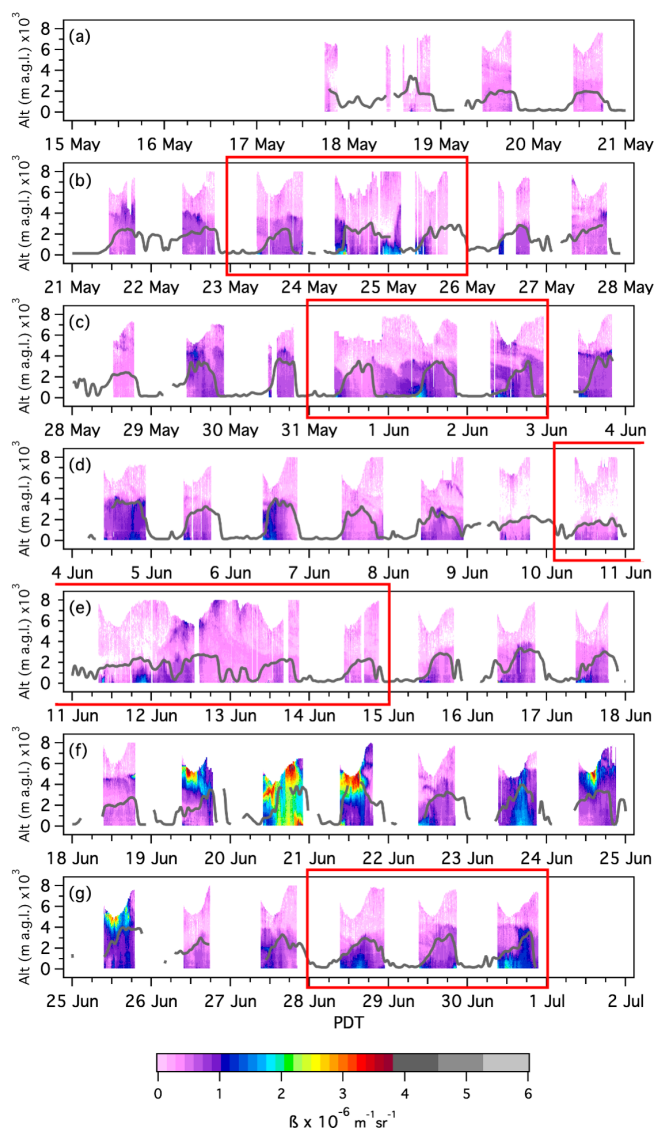 (a)
Alt (m a.g.l.) x10³
8
6
4
2
0
15 May 16 May 17 May 18 May 19 May 20 May 21 May
(b)
Alt (m a.g.l.) x10³
8
6
4
2
0
21 May 22 May 23 May 24 May 25 May 26 May 27 May 28 May
(c)
Alt (m a.g.l.) x10³
8
6
4
2
0
28 May 29 May 30 May 31 May 1 Jun 2 Jun 3 Jun 4 Jun
(d)
Alt (m a.g.l.) x10³
8
6
4
2
0
4 Jun 5 Jun 6 Jun 7 Jun 8 Jun 9 Jun 10 Jun 11 Jun
(e)
Alt (m a.g.l.) x10³
8
6
4
2
0
11 Jun 12 Jun 13 Jun 14 Jun 15 Jun 16 Jun 17 Jun 18 Jun
(f)
Alt (m a.g.l.) x10³
8
6
4
2
0
18 Jun 19 Jun 20 Jun 21 Jun 22 Jun 23 Jun 24 Jun 25 Jun
(g)
Alt (m a.g.l.) x10³
8
6
4
2
0
25 Jun 26 Jun 27 Jun 28 Jun 29 Jun 30 Jun 1 Jul 2 Jul
PDT
0 1 2 3 4 5 6
ß x 10⁻⁶ m⁻¹sr⁻¹